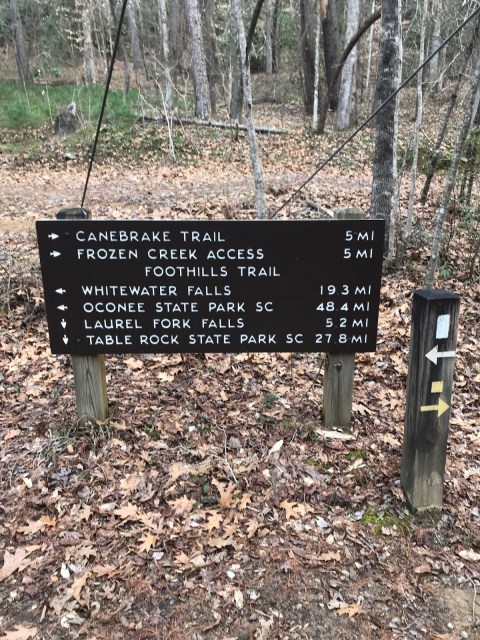 → CANEBRAKE TRAIL 5 MI
→ FROZEN CREEK ACCESS 5 MI
FOOTHILLS TRAIL
← WHITEWATER FALLS 19.3 MI
← OCONEE STATE PARK SC 48.4 MI
↓ LAUREL FORK FALLS 5.2 MI
↓ TABLE ROCK STATE PARK SC 27.8 MI